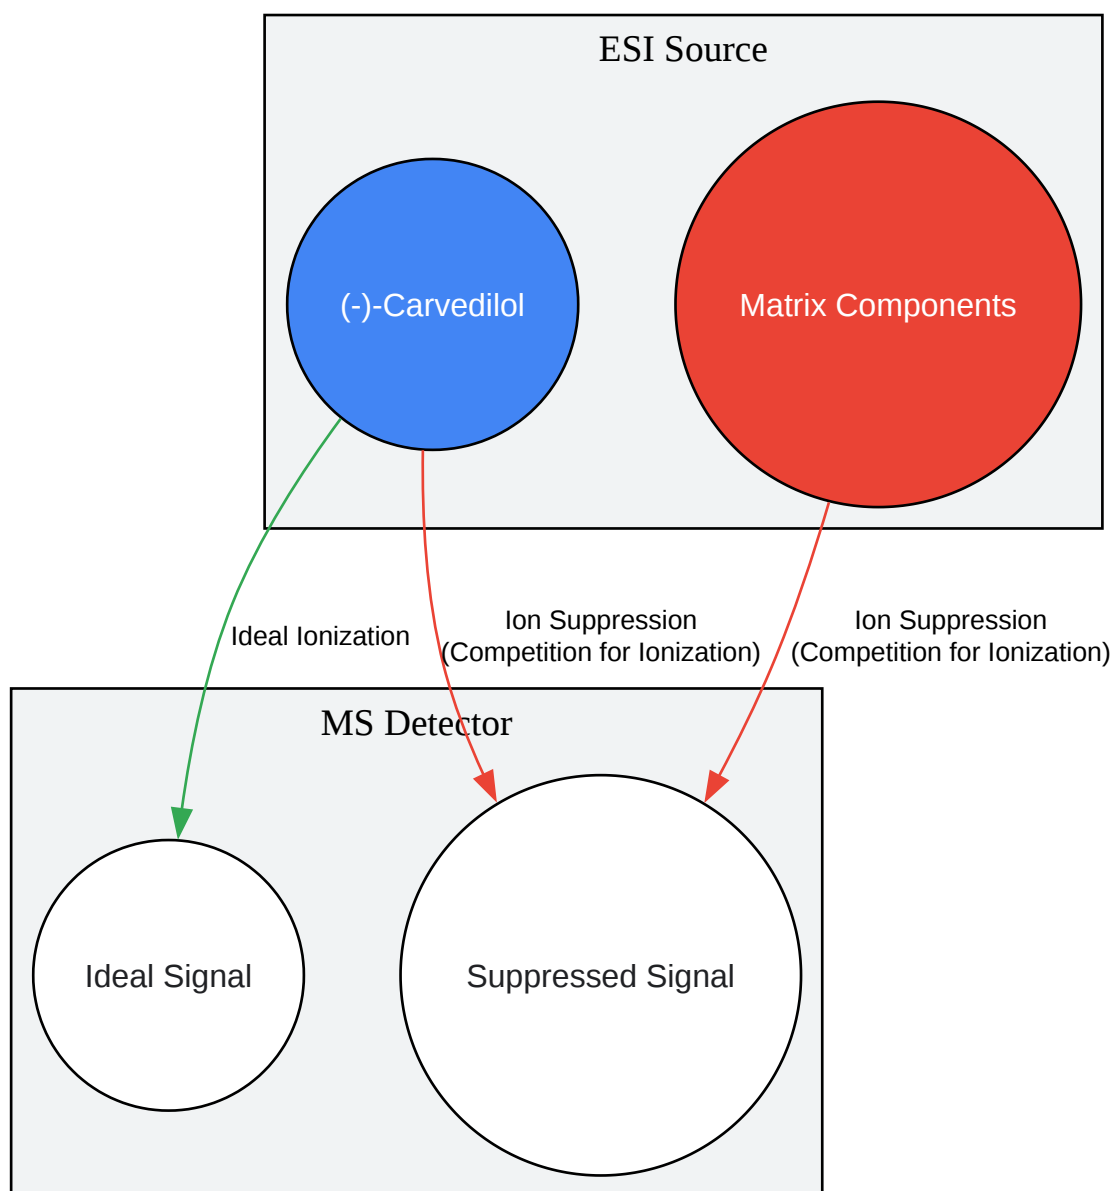 ESI Source
(-)-Carvedilol
Matrix Components
Ideal Ionization
Ion Suppression
(Competition for Ionization)
Ion Suppression
(Competition for Ionization)
MS Detector
Ideal Signal
Suppressed Signal